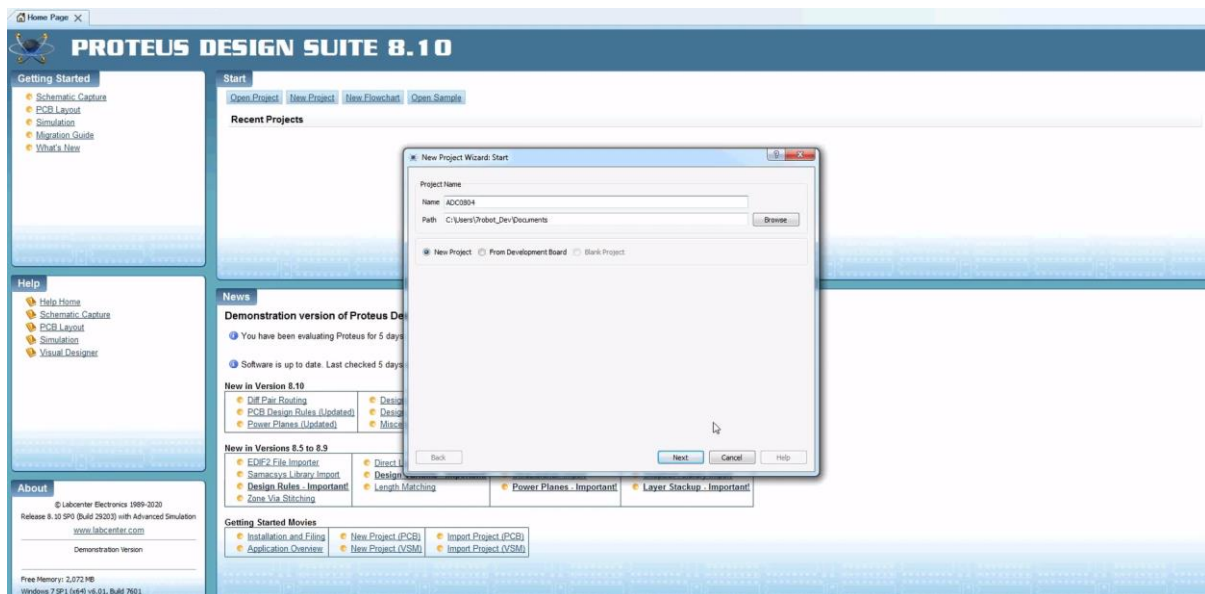 Home Page
PROTEUS DESIGN SUITE 8.10
Getting Started
Schematic Capture
PCB Layout
Simulation
Migration Guide
What's New
Start
Open Project New Project New Flowchart Open Sample
Recent Projects
New Project Wizard: Start
Project Name
Name ADC0804
Path C:\Users\7robot_Dev\Documents Browse
New Project From Development Board Blank Project
Back Next Cancel Help
Help
Help Home
Schematic Capture
PCB Layout
Simulation
Visual Designer
News
Demonstration version of Proteus De
You have been evaluating Proteus for 5 days
Software is up to date. Last checked 5 days
New in Version 8.10
Diff Pair Routing Desig
PCB Design Rules (Updated) Desig
Power Planes (Updated) Misce
New in Versions 8.5 to 8.9
EDIF2 File Importer Direct L
Samacsys Library Import Design
Design Rules - Important! Length Matching Power Planes - Important! Layer Stackup - Important!
Zone Via Stitching
Getting Started Movies
Installation and Filing New Project (PCB) Import Project (PCB)
Application Overview New Project (VSM) Import Project (VSM)
About
© Labcenter Electronics 1989-2020
Release 8.10 SP0 (Build 29203) with Advanced Simulation
www.labcenter.com
Demonstration Version
Free Memory: 2,072 MB
Windows 7 SP1 (x64) v6.01, Build 7601